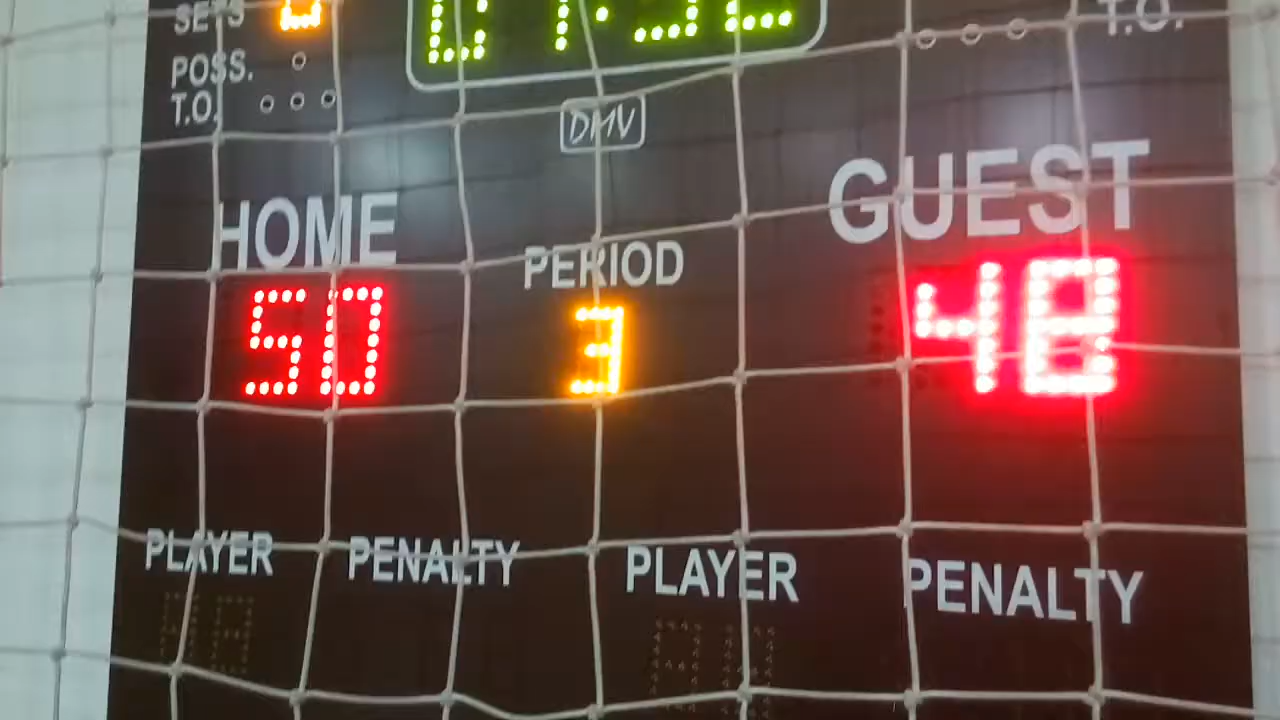 SETS
POSS.
T.O.
T.O.
DMV
HOME
GUEST
PERIOD
50
3
48
PLAYER PENALTY PLAYER PENALTY